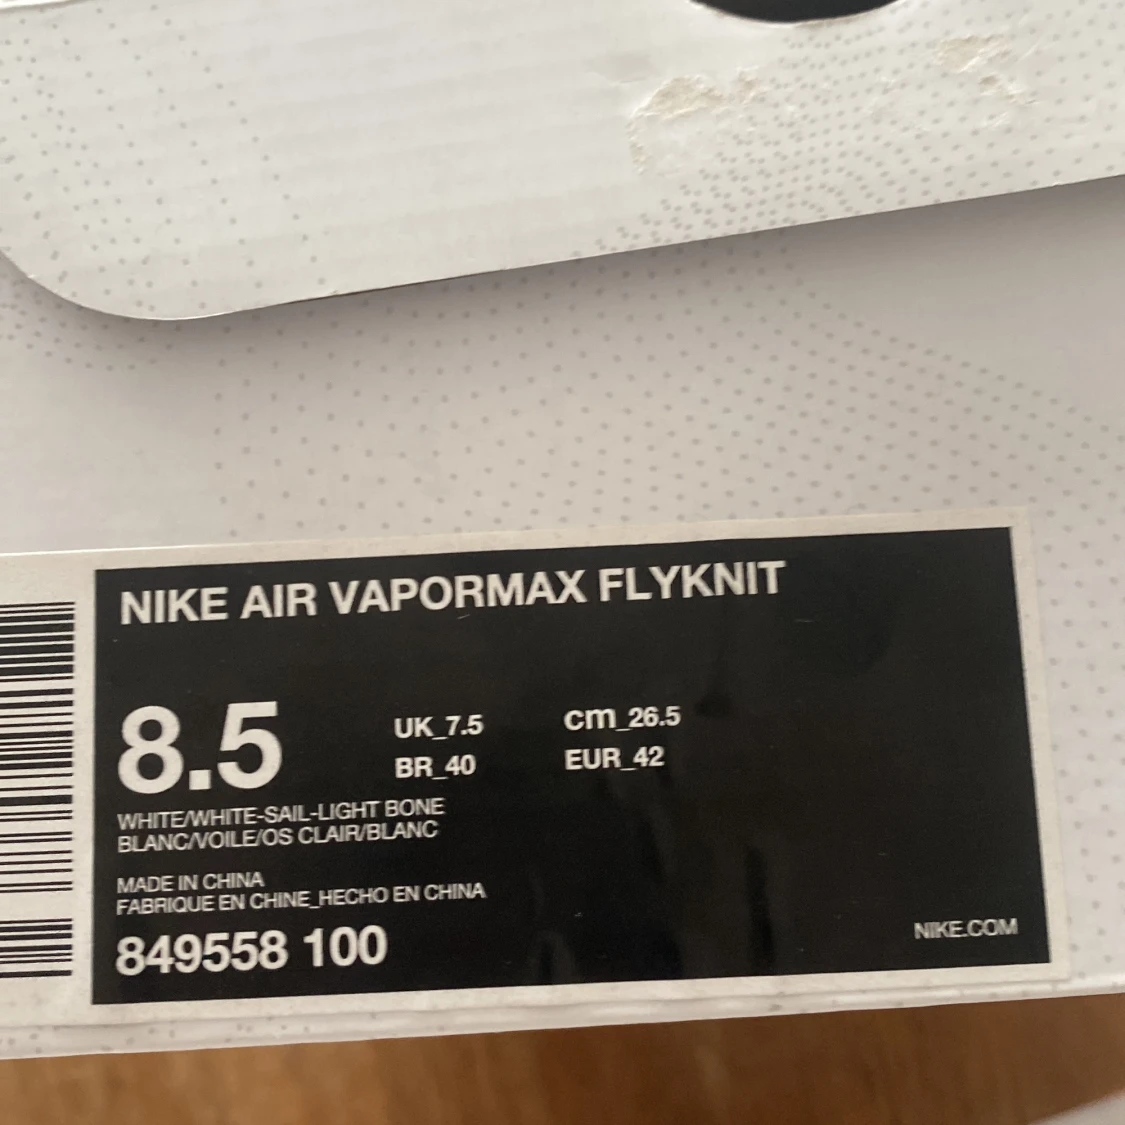 NIKE AIR VAPORMAX FLYKNIT
8.5
UK_7.5 cm_26.5
BR_40 EUR_42
WHITE/WHITE-SAIL-LIGHT BONE
BLANC/VOILE/OS CLAIR/BLANC
MADE IN CHINA
FABRIQUE EN CHINE_HECHO EN CHINA
849558 100
NIKE.COM